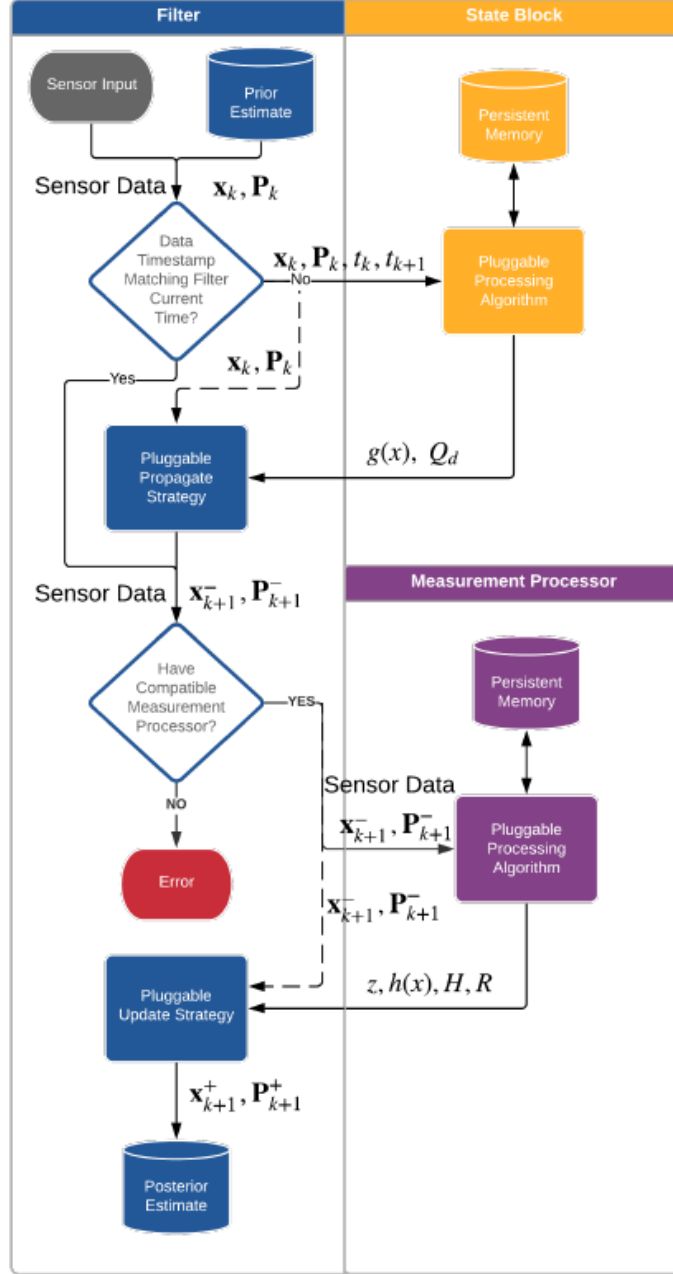 Filter
State Block
Sensor Input
Prior
Estimate
Persistent
Memory
Sensor Data
𝐱ₖ, 𝐏ₖ
Data
Timestamp
Matching Filter
Current
Time?
𝐱ₖ, 𝐏ₖ, tₖ, tₖ₊₁
No
Pluggable
Processing
Algorithm
Yes
𝐱ₖ, 𝐏ₖ
Pluggable
Propagate
Strategy
g(x), Q_d
Measurement Processor
Sensor Data
𝐱⁻ₖ₊₁, 𝐏⁻ₖ₊₁
Have
Compatible
Measurement
Processor?
YES
Persistent
Memory
NO
Sensor Data
𝐱⁻ₖ₊₁, 𝐏⁻ₖ₊₁
Pluggable
Processing
Algorithm
Error
𝐱⁻ₖ₊₁, 𝐏⁻ₖ₊₁
Pluggable
Update Strategy
z, h(x), H, R
𝐱⁺ₖ₊₁, 𝐏⁺ₖ₊₁
Posterior
Estimate